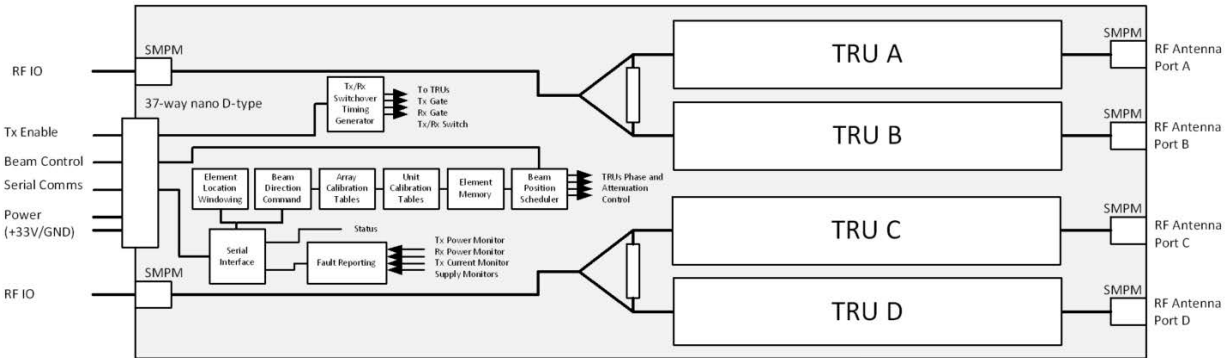 SMPM
RF IO
37-way nano D-type
Tx Enable
Beam Control
Serial Comms
Power
(+33V/GND)
SMPM
RF IO
Tx/Rx
Switchover
Timing
Generator
To TRUs
Tx Gate
Rx Gate
Tx/Rx Switch
Element
Location
Windowing
Beam
Direction
Command
Array
Calibration
Tables
Unit
Calibration
Tables
Element
Memory
Beam
Position
Scheduler
TRUs Phase and
Attenuation
Control
Serial
Interface
Status
Fault Reporting
Tx Power Monitor
Rx Power Monitor
Tx Current Monitor
Supply Monitors
TRU A
TRU B
TRU C
TRU D
SMPM
RF Antenna
Port A
SMPM
RF Antenna
Port B
SMPM
RF Antenna
Port C
SMPM
RF Antenna
Port D